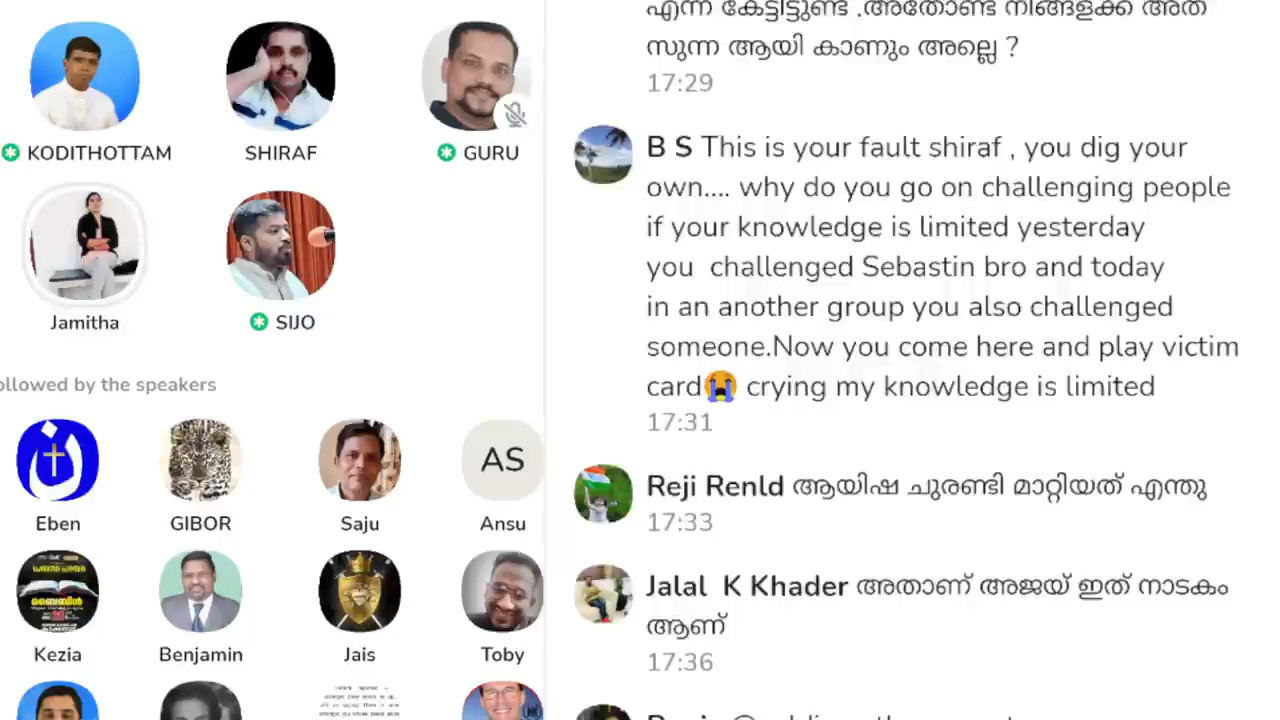 KODITHOTTAM
SHIRAF
GURU
Jamitha
SIJO
ollowed by the speakers
Eben
GIBOR
AS
Saju
Ansu
Kezia
Benjamin
Jais
Toby
എന്ന് കേട്ടിട്ടുണ്ട് .അതോണ്ട് നിങ്ങളക്ക് അത്
സുന്ന ആയി കാണും അല്ലെ ?
17:29
B S This is your fault shiraf , you dig your
own.... why do you go on challenging people
if your knowledge is limited yesterday
you challenged Sebastin bro and today
in an another group you also challenged
someone.Now you come here and play victim
card😭 crying my knowledge is limited
17:31
Reji Renld ആയിഷ ചുരണ്ടി മാറ്റിയത് എന്തു
17:33
Jalal K Khader അതാണ് അജയ് ഇത് നാടകം
ആണ്
17:36